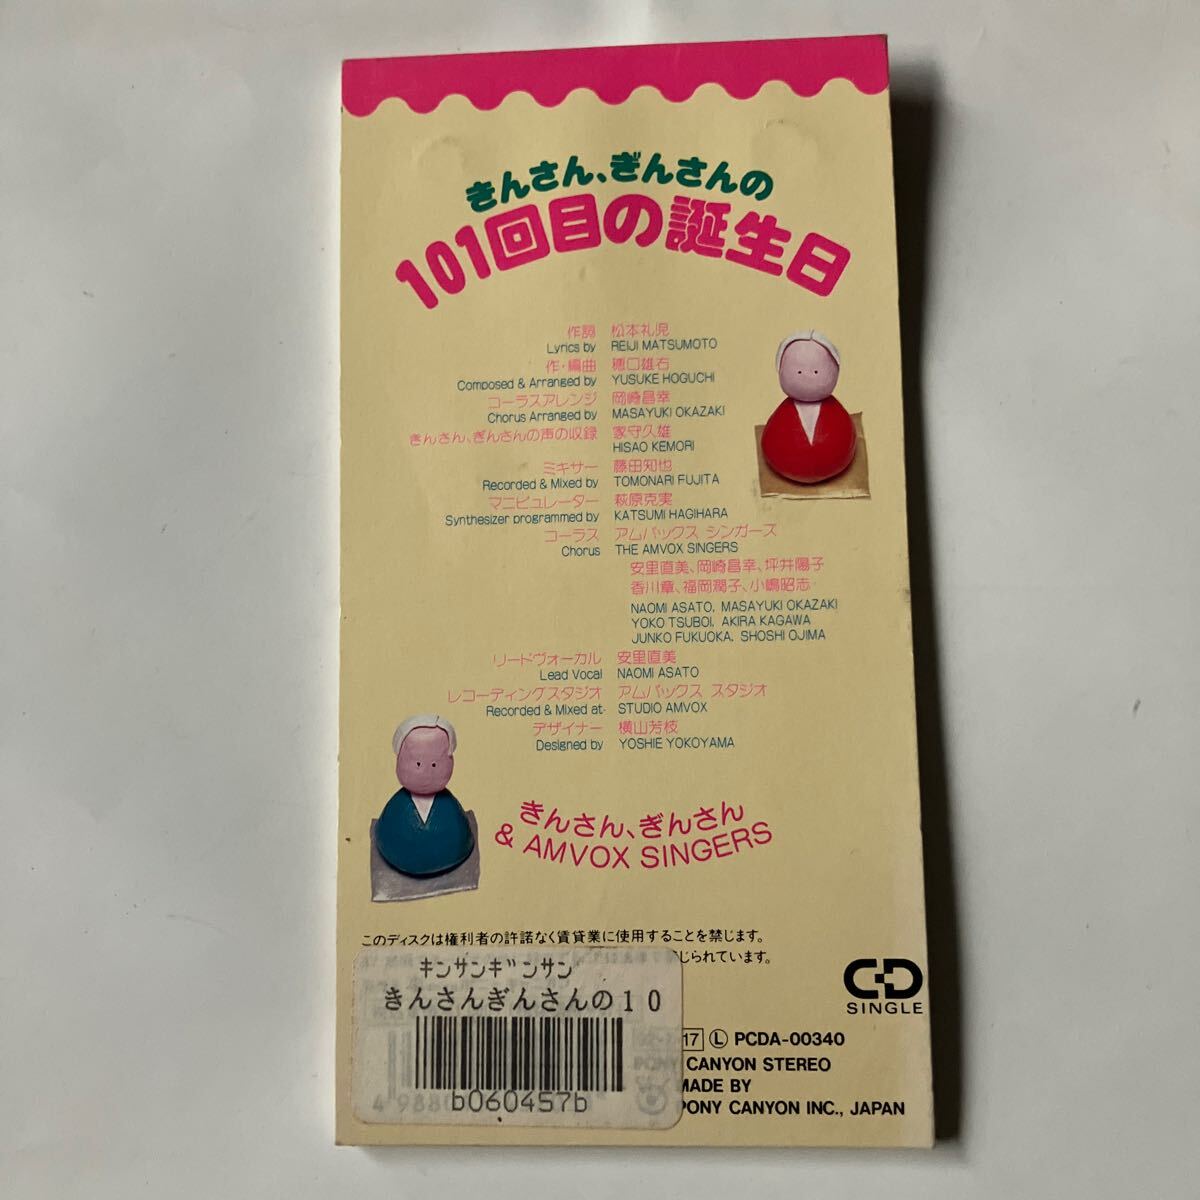 きんさん、ぎんさんの
101回目の誕生日
作詞 松本礼児
Lyrics by REIJI MATSUMOTO
作・編曲 穂口雄右
Composed & Arranged by YUSUKE HOGUCHI
コーラスアレンジ 岡崎昌幸
Chorus Arranged by MASAYUKI OKAZAKI
きんさん、ぎんさんの声の収録 家守久雄
HISAO KEMORI
ミキサー 藤田知也
Recorded & Mixed by TOMONARI FUJITA
マニピュレーター 萩原克実
Synthesizer programmed by KATSUMI HAGIHARA
コーラス アムバックス シンガーズ
Chorus THE AMVOX SINGERS
安里直美、岡崎昌幸、坪井陽子
香川章、福岡潤子、小嶋昭志
NAOMI ASATO, MASAYUKI OKAZAKI
YOKO TSUBOI, AKIRA KAGAWA
JUNKO FUKUOKA, SHOSHI OJIMA
リードヴォーカル 安里直美
Lead Vocal NAOMI ASATO
レコーディングスタジオ アムバックス スタジオ
Recorded & Mixed at STUDIO AMVOX
デザイナー 横山芳枝
Designed by YOSHIE YOKOYAMA
きんさん、ぎんさん
& AMVOX SINGERS
このディスクは権利者の許諾なく賃貸業に使用することを禁じます。
じられています。
ｷﾝｻﾝｷﾞﾝｻﾝ
きんさんぎんさんの10
b060457b
4 988
CD
SINGLE
17 Ⓛ PCDA-00340
PONY CANYON STEREO
MADE BY
PONY CANYON INC., JAPAN